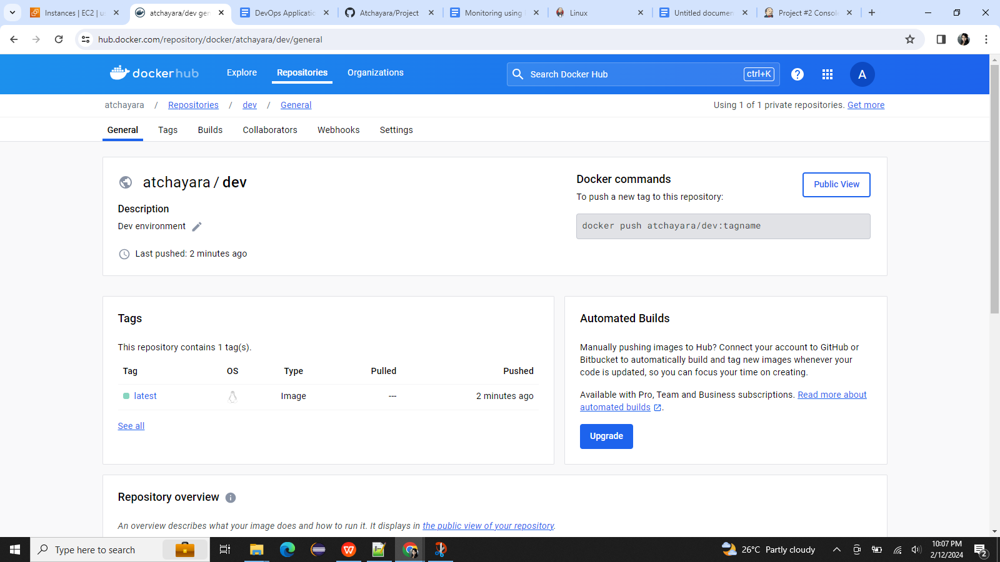 Instances | EC2 | us
atchayara/dev gen
DevOps Applicatio
Atchayara/Project
Monitoring using
Linux
Untitled documen
Project #2 Consol
hub.docker.com/repository/docker/atchayara/dev/general
dockerhub
Explore
Repositories
Organizations
Search Docker Hub
ctrl+K
?
A
atchayara / Repositories / dev / General
Using 1 of 1 private repositories. Get more
General
Tags
Builds
Collaborators
Webhooks
Settings
atchayara / dev
Description
Dev environment
Last pushed: 2 minutes ago
Docker commands
To push a new tag to this repository:
Public View
docker push atchayara/dev:tagname
Tags
This repository contains 1 tag(s).
Tag OS Type Pulled Pushed
latest Image --- 2 minutes ago
See all
Automated Builds
Manually pushing images to Hub? Connect your account to GitHub or
Bitbucket to automatically build and tag new images whenever your
code is updated, so you can focus your time on creating.
Available with Pro, Team and Business subscriptions. Read more about
automated builds .
Upgrade
Repository overview
An overview describes what your image does and how to run it. It displays in the public view of your repository.
Type here to search
26°C Partly cloudy
10:07 PM
2/12/2024
2